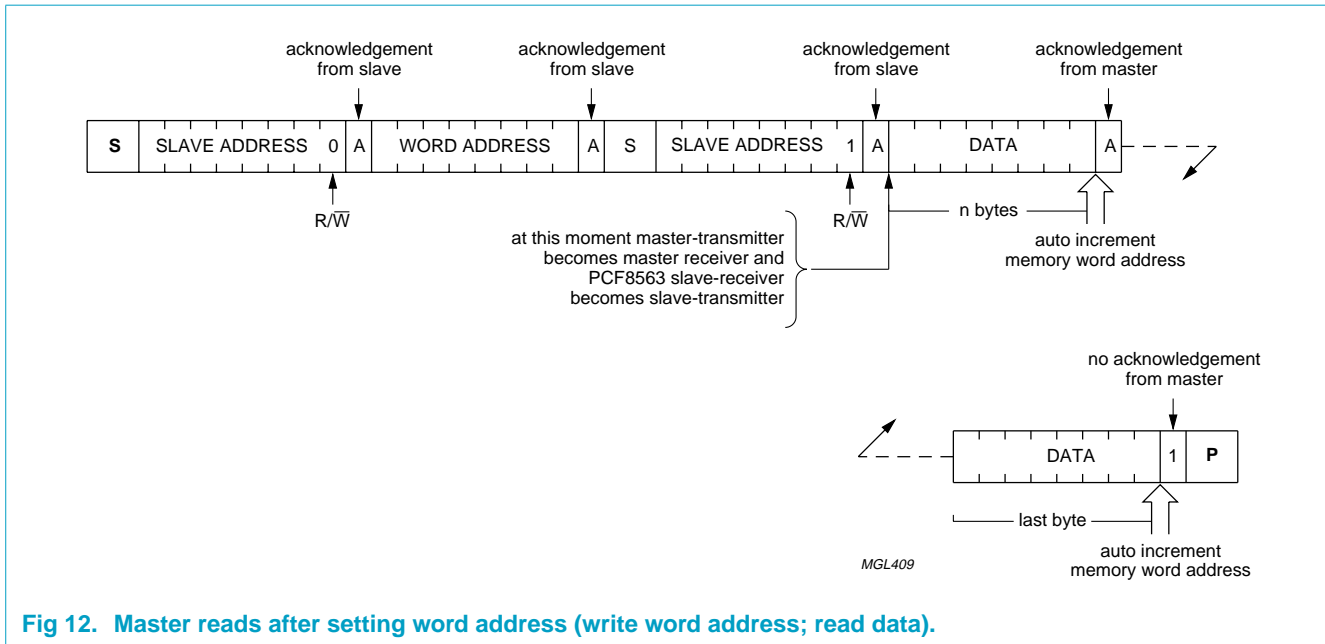 acknowledgement
from slave
acknowledgement
from slave
acknowledgement
from slave
acknowledgement
from master
S SLAVE ADDRESS 0 A WORD ADDRESS A S SLAVE ADDRESS 1 A DATA A
R/W̅
R/W̅
n bytes
at this moment master-transmitter
becomes master receiver and
PCF8563 slave-receiver
becomes slave-transmitter
auto increment
memory word address
no acknowledgement
from master
DATA 1 P
last byte
auto increment
memory word address
MGL409
Fig 12. Master reads after setting word address (write word address; read data).